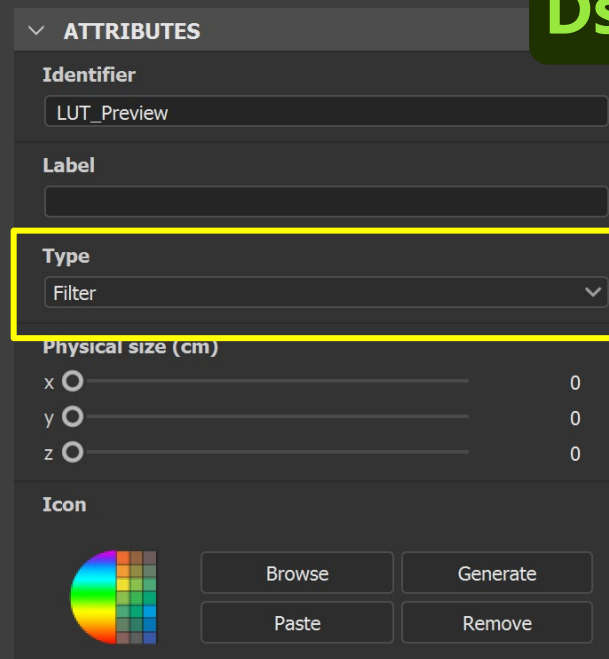 Ds
ATTRIBUTES
Identifier
LUT_Preview
Label
Type
Filter
Physical size (cm)
x 0
y 0
z 0
Icon
Browse Generate
Paste Remove